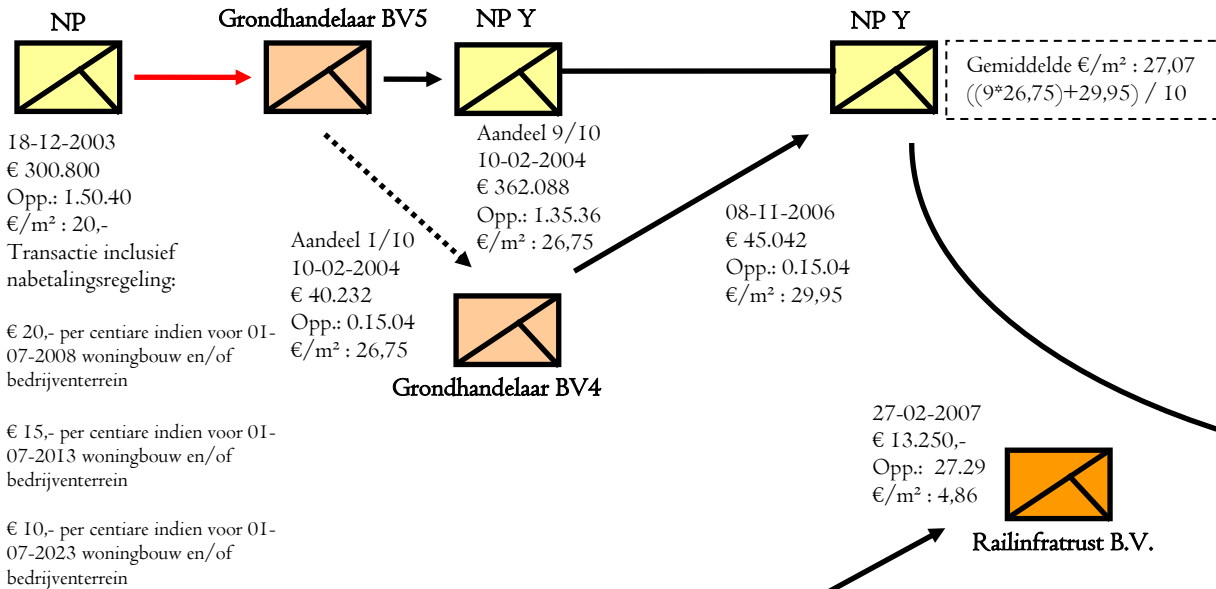 NP
Grondhandelaar BV5
NP Y
NP Y
Gemiddelde €/m² : 27,07
((9*26,75)+29,95) / 10
18-12-2003
€ 300.800
Opp.: 1.50.40
€/m² : 20,-
Transactie inclusief
nabetalingsregeling:
€ 20,- per centiare indien voor 01-
07-2008 woningbouw en/of
bedrijventerrein
€ 15,- per centiare indien voor 01-
07-2013 woningbouw en/of
bedrijventerrein
€ 10,- per centiare indien voor 01-
07-2023 woningbouw en/of
bedrijventerrein
Aandeel 9/10
10-02-2004
€ 362.088
Opp.: 1.35.36
€/m² : 26,75
Aandeel 1/10
10-02-2004
€ 40.232
Opp.: 0.15.04
€/m² : 26,75
Grondhandelaar BV4
08-11-2006
€ 45.042
Opp.: 0.15.04
€/m² : 29,95
27-02-2007
€ 13.250,-
Opp.: 27.29
€/m² : 4,86
Railinfratrust B.V.